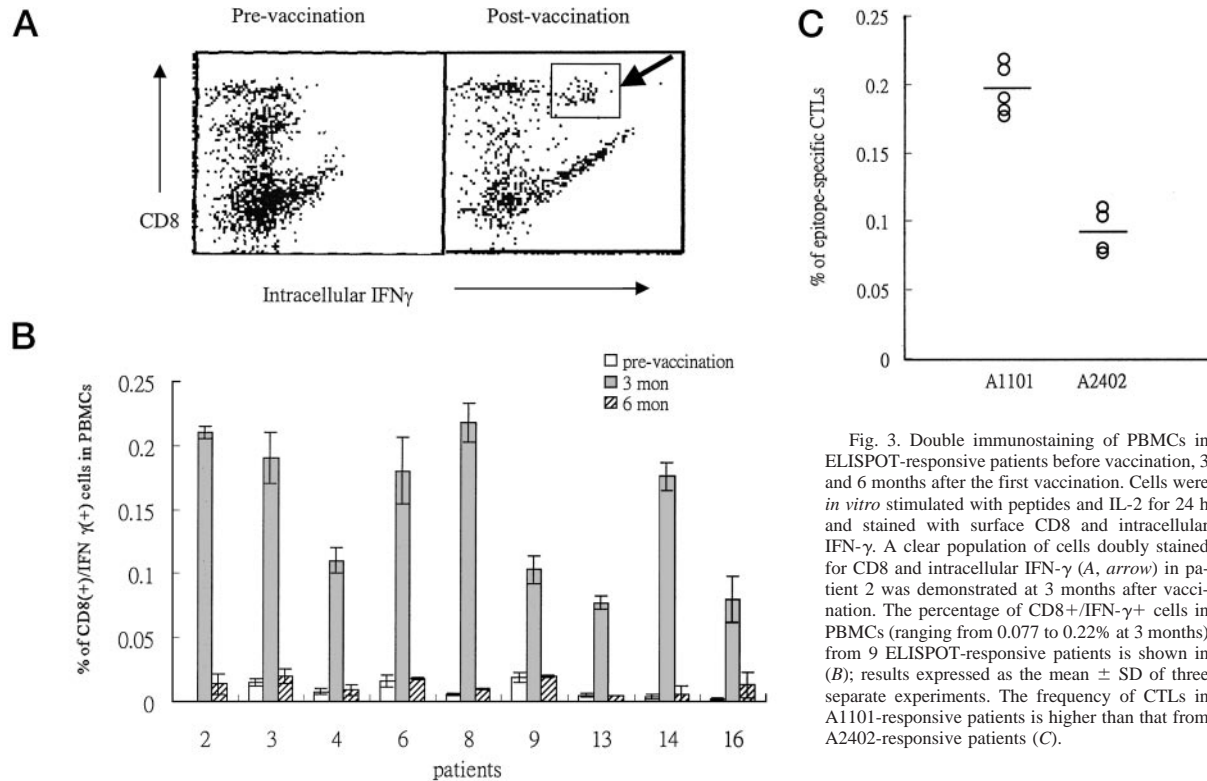 A
Pre-vaccination
Post-vaccination
CD8
Intracellular IFNγ
B
% of CD8(+)/IFN γ(+) cells in PBMCs
pre-vaccination
3 mon
6 mon
0.25
0.2
0.15
0.1
0.05
0
2 3 4 6 8 9 13 14 16
patients
C
% of epitope-specific CTLs
0.25
0.20
0.15
0.1
0.05
0
A1101 A2402
Fig. 3. Double immunostaining of PBMCs in
ELISPOT-responsive patients before vaccination, 3
and 6 months after the first vaccination. Cells were
in vitro stimulated with peptides and IL-2 for 24 h
and stained with surface CD8 and intracellular
IFN-γ. A clear population of cells doubly stained
for CD8 and intracellular IFN-γ (A, arrow) in pa-
tient 2 was demonstrated at 3 months after vacci-
nation. The percentage of CD8+/IFN-γ+ cells in
PBMCs (ranging from 0.077 to 0.22% at 3 months)
from 9 ELISPOT-responsive patients is shown in
(B); results expressed as the mean ± SD of three
separate experiments. The frequency of CTLs in
A1101-responsive patients is higher than that from
A2402-responsive patients (C).